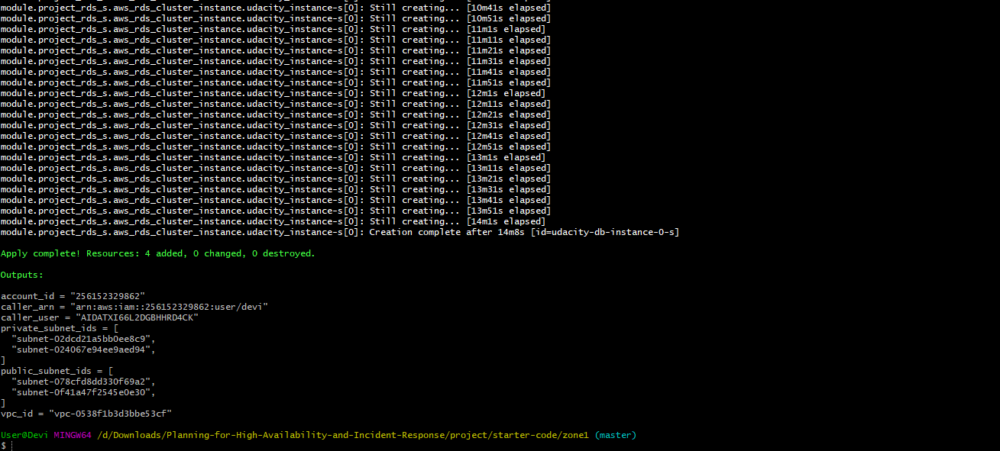 module.project_rds_s.aws_rds_cluster_instance.udacity_instance-s[0]: Still creating... [10m41s elapsed]
module.project_rds_s.aws_rds_cluster_instance.udacity_instance-s[0]: Still creating... [10m51s elapsed]
module.project_rds_s.aws_rds_cluster_instance.udacity_instance-s[0]: Still creating... [11m1s elapsed]
module.project_rds_s.aws_rds_cluster_instance.udacity_instance-s[0]: Still creating... [11m11s elapsed]
module.project_rds_s.aws_rds_cluster_instance.udacity_instance-s[0]: Still creating... [11m21s elapsed]
module.project_rds_s.aws_rds_cluster_instance.udacity_instance-s[0]: Still creating... [11m31s elapsed]
module.project_rds_s.aws_rds_cluster_instance.udacity_instance-s[0]: Still creating... [11m41s elapsed]
module.project_rds_s.aws_rds_cluster_instance.udacity_instance-s[0]: Still creating... [11m51s elapsed]
module.project_rds_s.aws_rds_cluster_instance.udacity_instance-s[0]: Still creating... [12m1s elapsed]
module.project_rds_s.aws_rds_cluster_instance.udacity_instance-s[0]: Still creating... [12m11s elapsed]
module.project_rds_s.aws_rds_cluster_instance.udacity_instance-s[0]: Still creating... [12m21s elapsed]
module.project_rds_s.aws_rds_cluster_instance.udacity_instance-s[0]: Still creating... [12m31s elapsed]
module.project_rds_s.aws_rds_cluster_instance.udacity_instance-s[0]: Still creating... [12m41s elapsed]
module.project_rds_s.aws_rds_cluster_instance.udacity_instance-s[0]: Still creating... [12m51s elapsed]
module.project_rds_s.aws_rds_cluster_instance.udacity_instance-s[0]: Still creating... [13m1s elapsed]
module.project_rds_s.aws_rds_cluster_instance.udacity_instance-s[0]: Still creating... [13m11s elapsed]
module.project_rds_s.aws_rds_cluster_instance.udacity_instance-s[0]: Still creating... [13m21s elapsed]
module.project_rds_s.aws_rds_cluster_instance.udacity_instance-s[0]: Still creating... [13m31s elapsed]
module.project_rds_s.aws_rds_cluster_instance.udacity_instance-s[0]: Still creating... [13m41s elapsed]
module.project_rds_s.aws_rds_cluster_instance.udacity_instance-s[0]: Still creating... [13m51s elapsed]
module.project_rds_s.aws_rds_cluster_instance.udacity_instance-s[0]: Still creating... [14m1s elapsed]
module.project_rds_s.aws_rds_cluster_instance.udacity_instance-s[0]: Creation complete after 14m8s [id=udacity-db-instance-0-s]
Apply complete! Resources: 4 added, 0 changed, 0 destroyed.
Outputs:
account_id = "256152329862"
caller_arn = "arn:aws:iam::256152329862:user/devi"
caller_user = "AIDATXI66L2DGBHHRD4CK"
private_subnet_ids = [
  "subnet-02dcd21a5bb0ee8c9",
  "subnet-024067e94ee9aed94",
]
public_subnet_ids = [
  "subnet-078cfd8dd330f69a2",
  "subnet-0f41a47f2545e0e30",
]
vpc_id = "vpc-0538f1b3d3bbe53cf"
User@Devi MINGW64 /d/Downloads/Planning-for-High-Availability-and-Incident-Response/project/starter-code/zone1 (master)
$